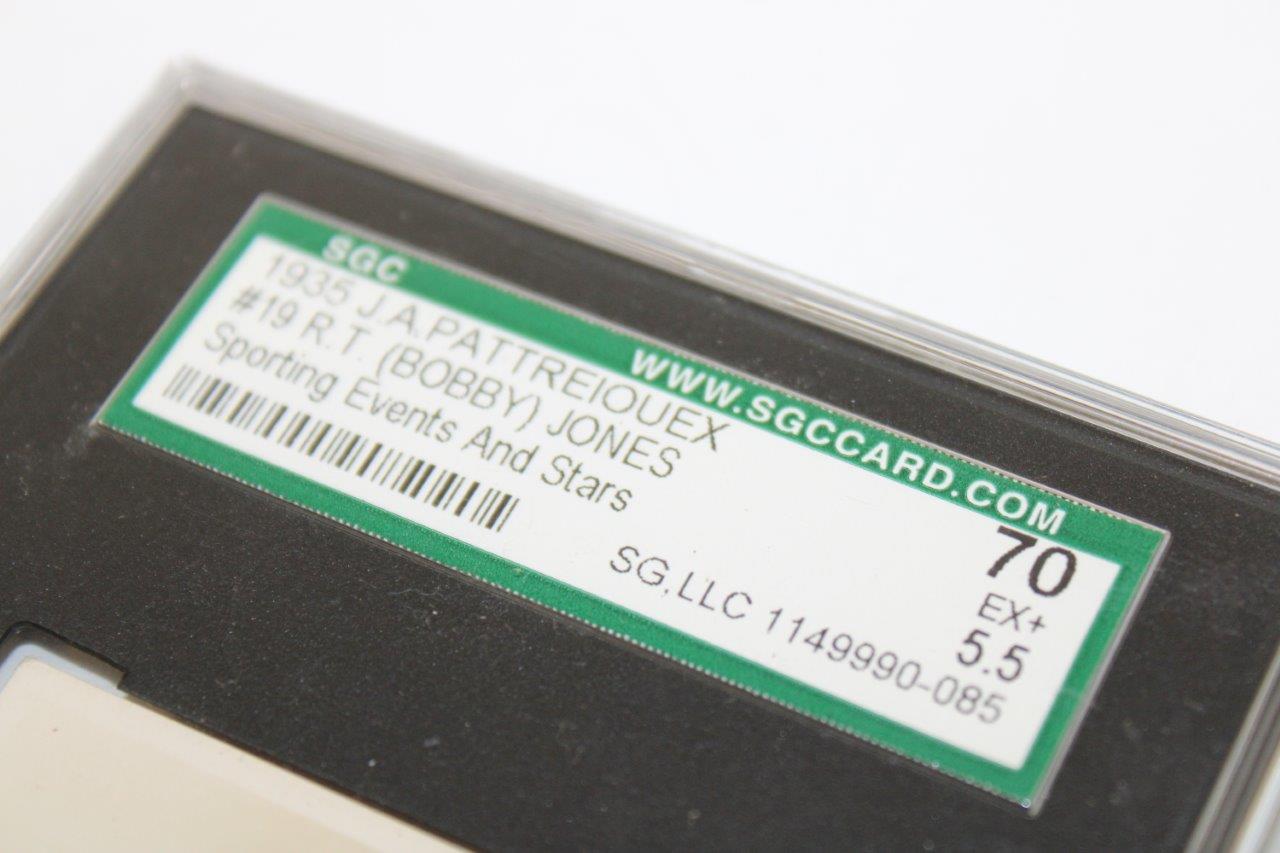 SGC WWW.SGCCARD.COM
1935 J.A.PATTREIOUEX
#19 R.T. (BOBBY) JONES
Sporting Events And Stars
70
EX+
5.5
SG,LLC 1149990-085